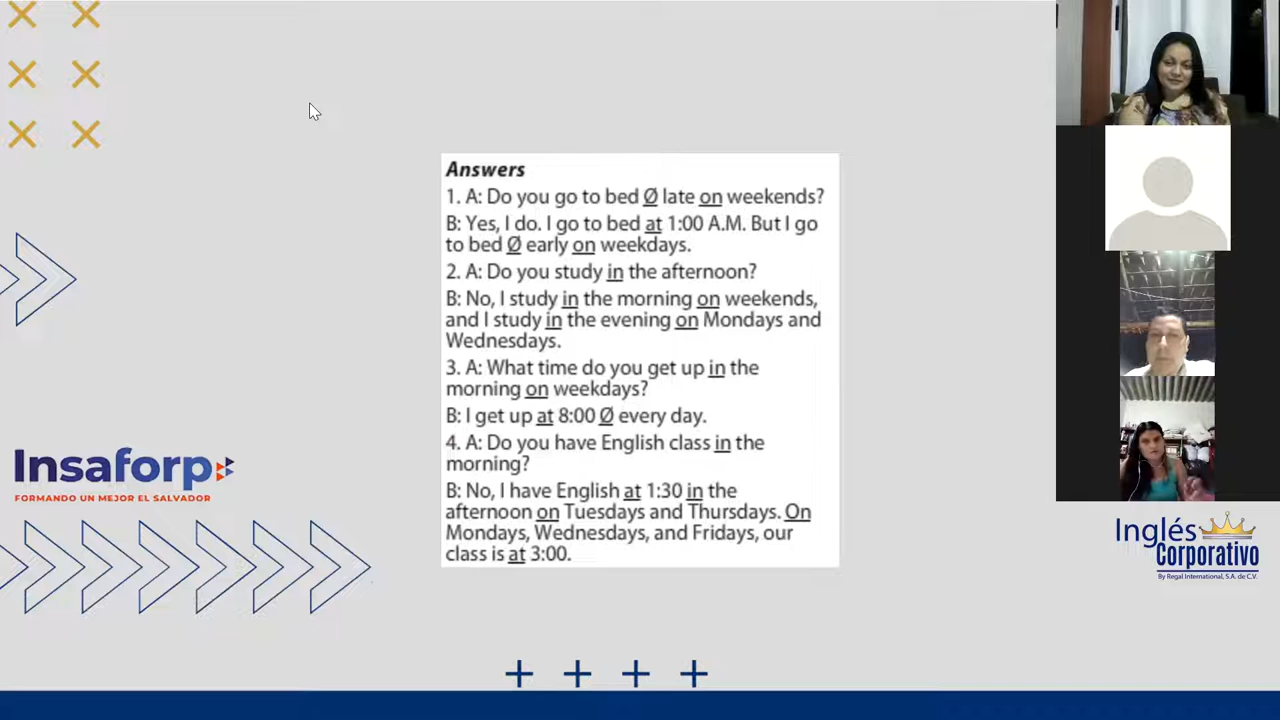 Answers
1. A: Do you go to bed Ø late on weekends?
B: Yes, I do. I go to bed at 1:00 A.M. But I go
to bed Ø early on weekdays.
2. A: Do you study in the afternoon?
B: No, I study in the morning on weekends,
and I study in the evening on Mondays and
Wednesdays.
3. A: What time do you get up in the
morning on weekdays?
B: I get up at 8:00 Ø every day.
4. A: Do you have English class in the
morning?
B: No, I have English at 1:30 in the
afternoon on Tuesdays and Thursdays. On
Mondays, Wednesdays, and Fridays, our
class is at 3:00.
Insaforp
FORMANDO UN MEJOR EL SALVADOR
Inglés
Corporativo
By Regal International, S.A. de C.V.